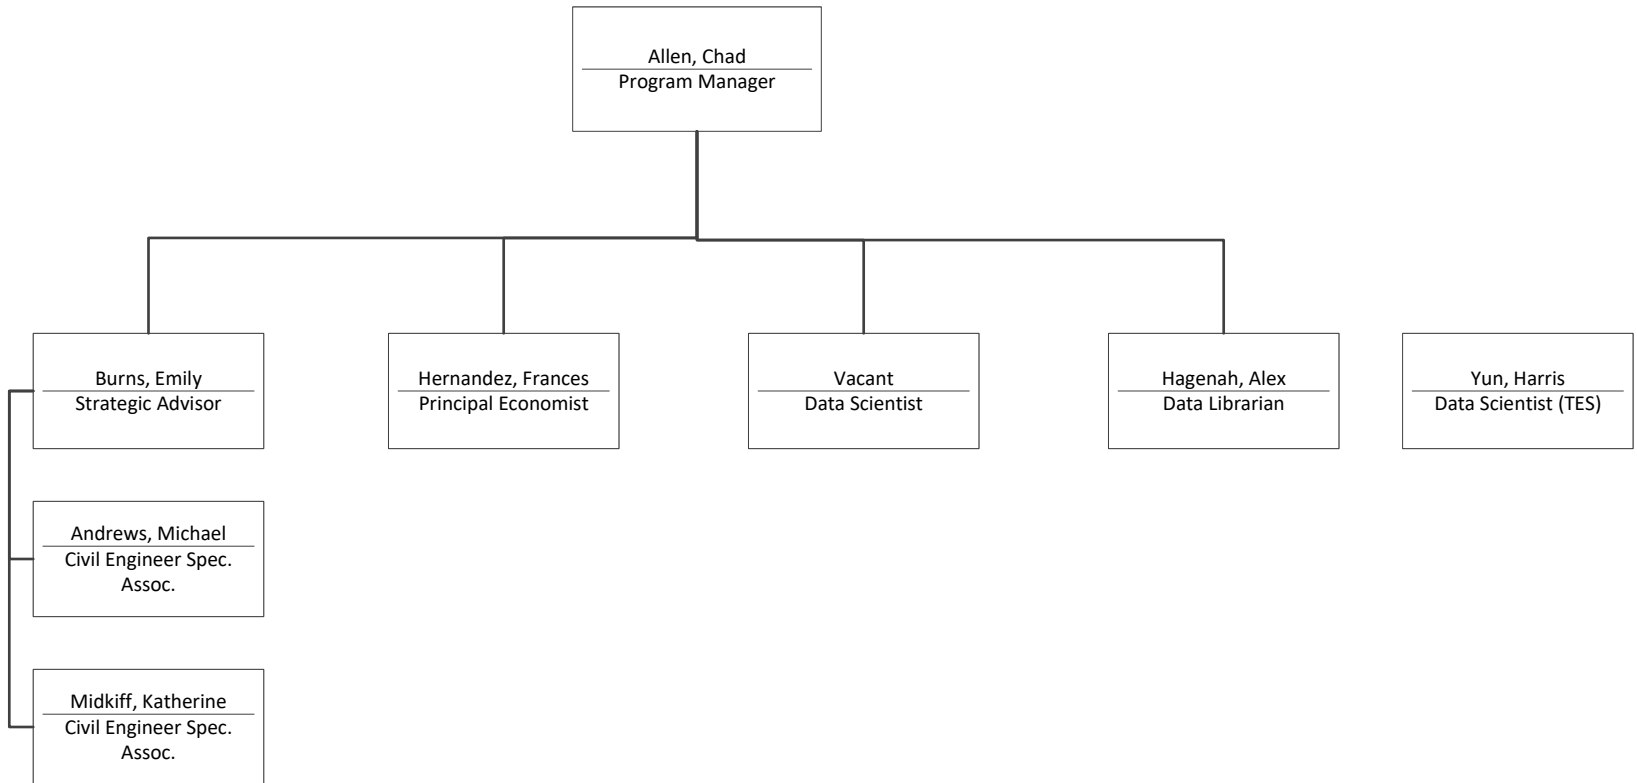 Allen, Chad
Program Manager
Burns, Emily
Strategic Advisor
Hernandez, Frances
Principal Economist
Vacant
Data Scientist
Hagenah, Alex
Data Librarian
Yun, Harris
Data Scientist (TES)
Andrews, Michael
Civil Engineer Spec.
Assoc.
Midkiff, Katherine
Civil Engineer Spec.
Assoc.